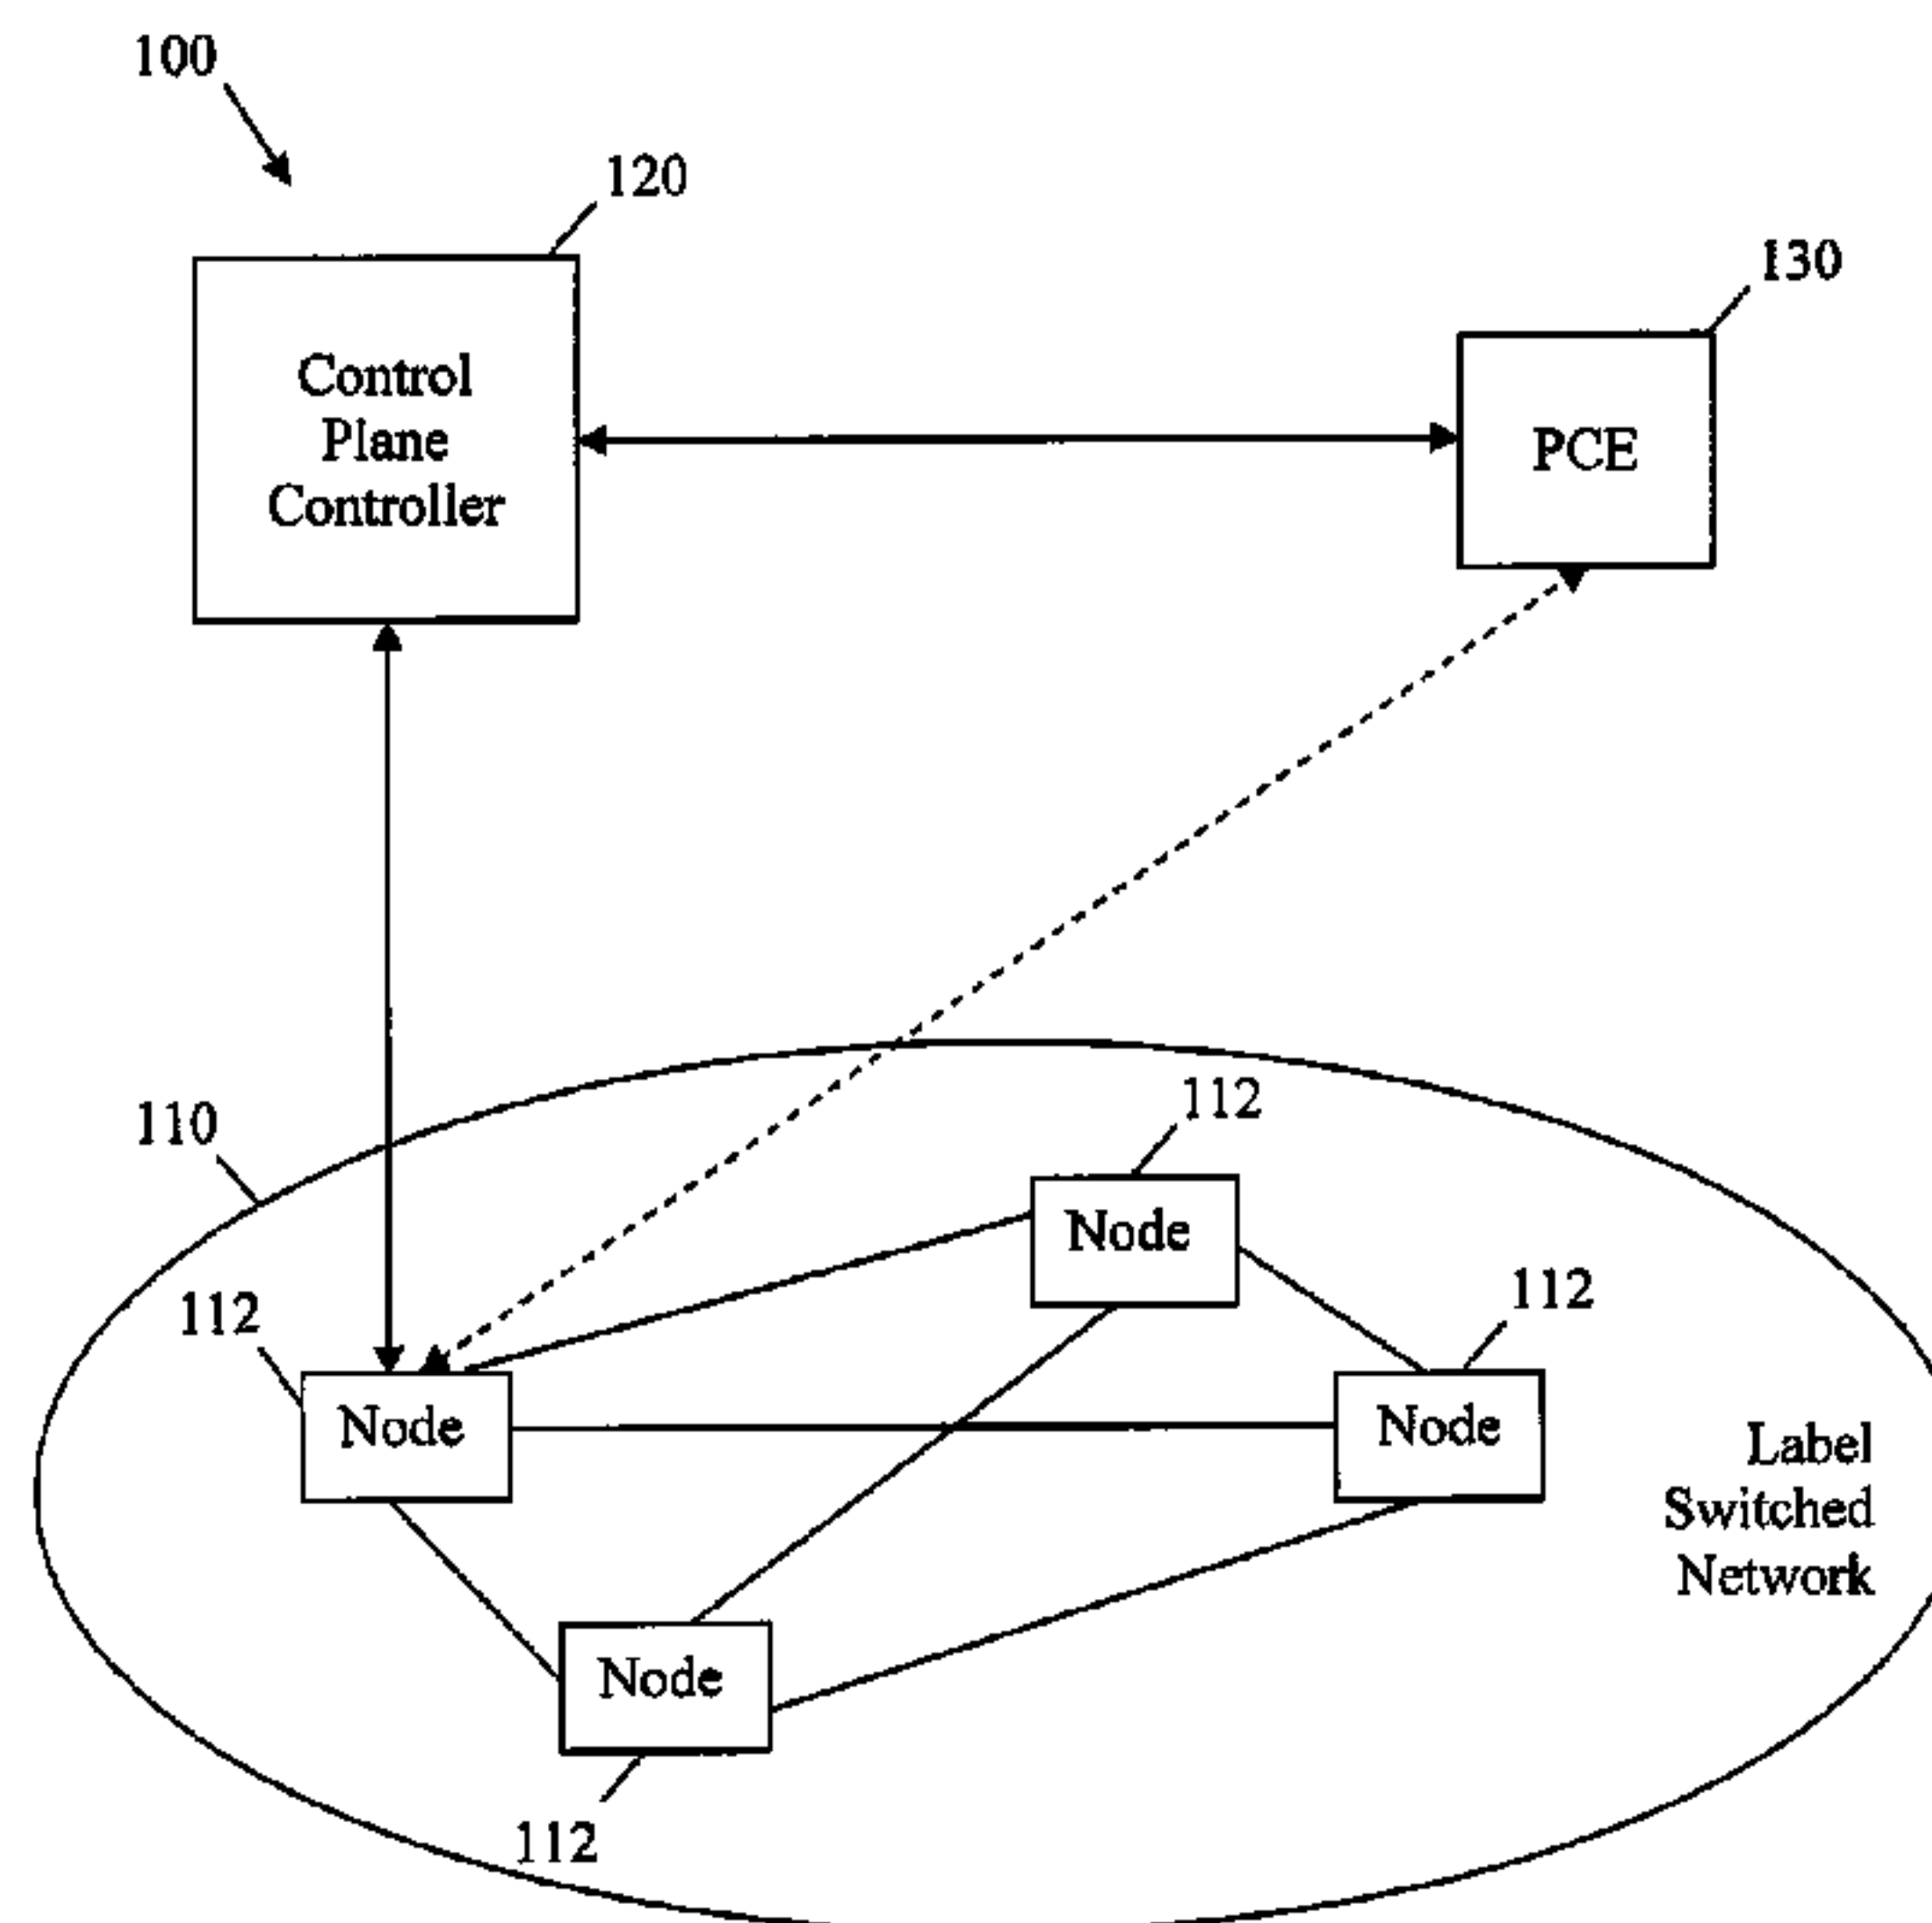 100
120
130
Control
Plane
Controller
PCE
110
112
Node
112
112
Node
Node
Label
Switched
Network
Node
112